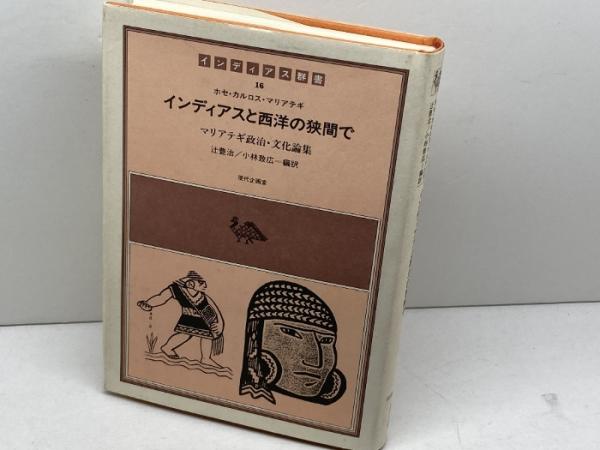 インディアス群書
16
ホセ・カルロス・マリアテギ
インディアスと西洋の狭間で
マリアテギ政治・文化論集
辻豊治／小林致広＝編訳
現代企画室